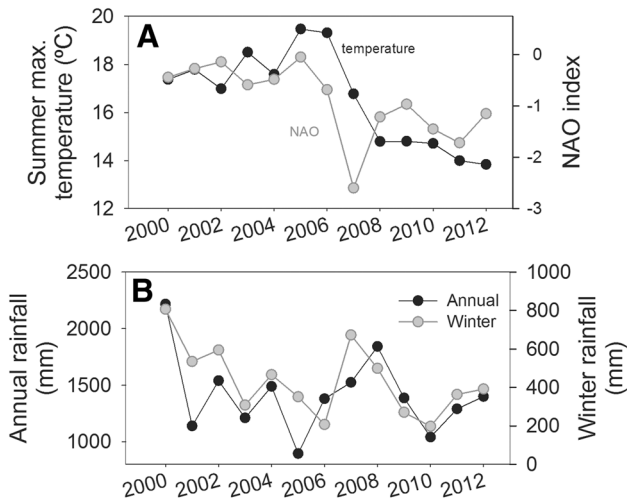 A
Summer max.
temperature (ºC)
20
18
16
14
12
temperature
NAO
0
-1
-2
-3
NAO index
2000 2002 2004 2006 2008 2010 2012
B
Annual rainfall
(mm)
2500
2000
1500
1000
Annual
Winter
1000
800
600
400
200
0
Winter rainfall
(mm)
2000 2002 2004 2006 2008 2010 2012